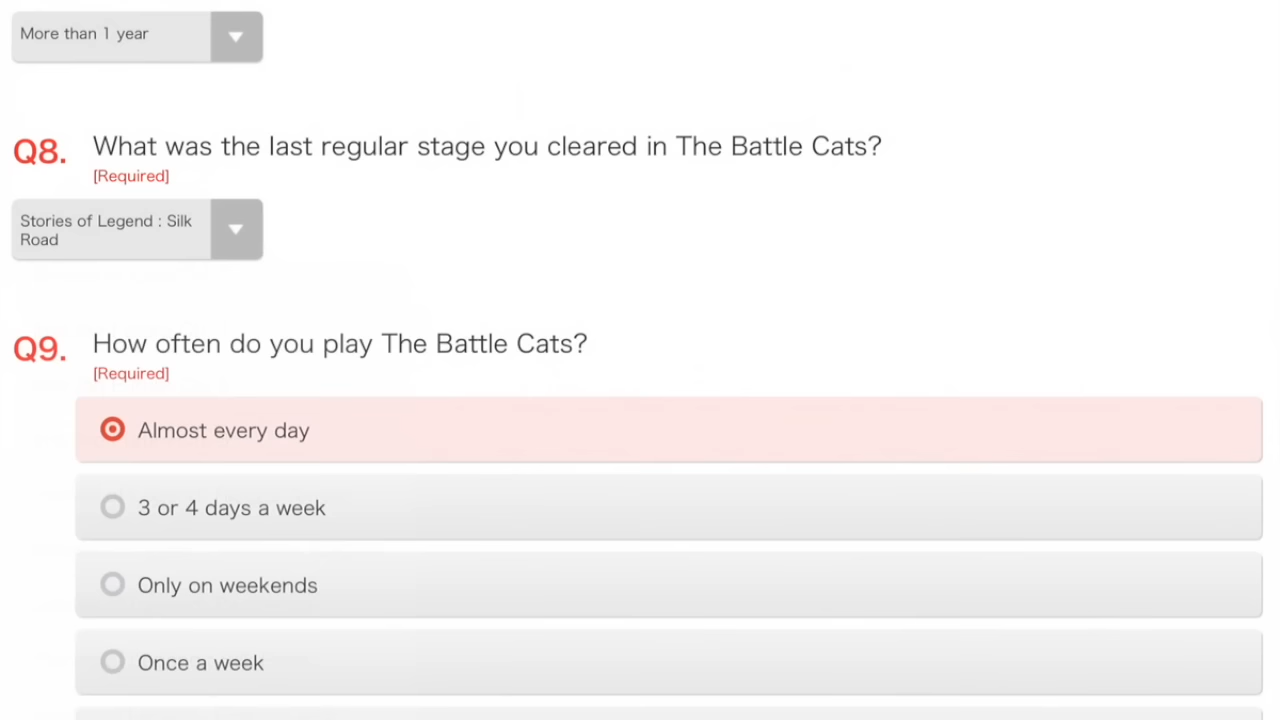 More than 1 year
Q8. What was the last regular stage you cleared in The Battle Cats?
[Required]
Stories of Legend : Silk
Road
Q9. How often do you play The Battle Cats?
[Required]
Almost every day
3 or 4 days a week
Only on weekends
Once a week